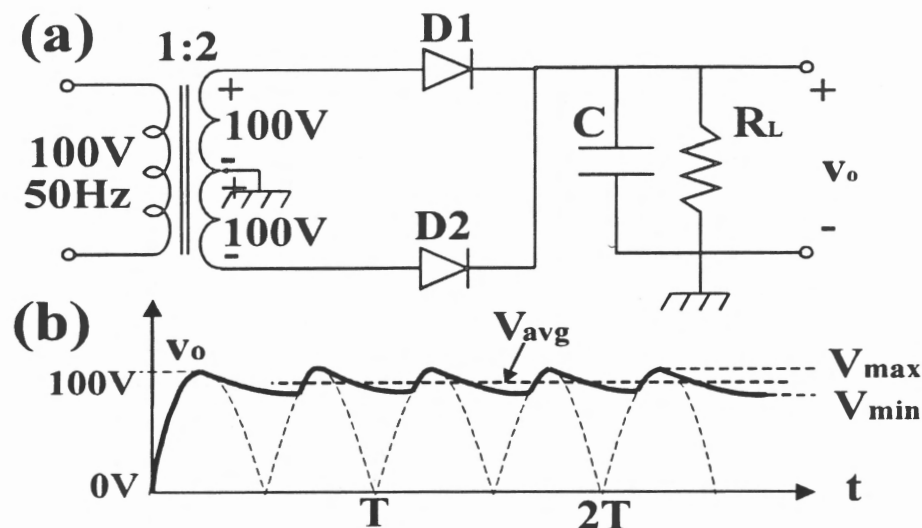 (a)
1:2
D1
+
100V
-
+
100V
-
100V
50Hz
D2
C
RL
+
vo
-
(b)
vo
Vavg
Vmax
100V
Vmin
0V
T
2T
t